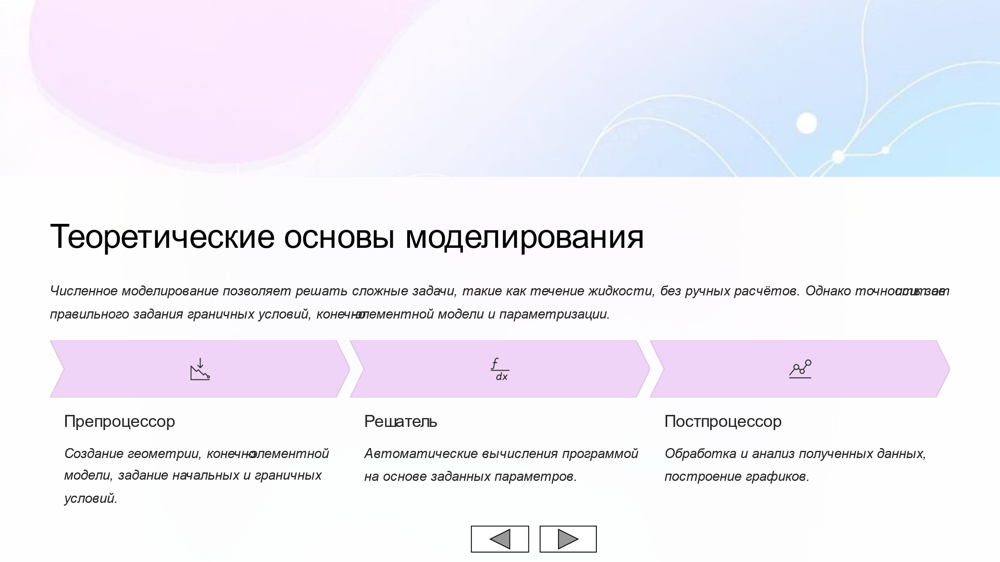 Теоретические основы моделирования
Численное моделирование позволяет решать сложные задачи, такие как течение жидкости, без ручных расчётов. Однако точность
правильного задания граничных условий, конечно-элементной модели и параметризации.
f
dx
Препроцессор
Решатель
Постпроцессор
Создание геометрии, конечно-элементной
модели, задание начальных и граничных
условий.
Автоматические вычисления программой
на основе заданных параметров.
Обработка и анализ полученных данных,
построение графиков.